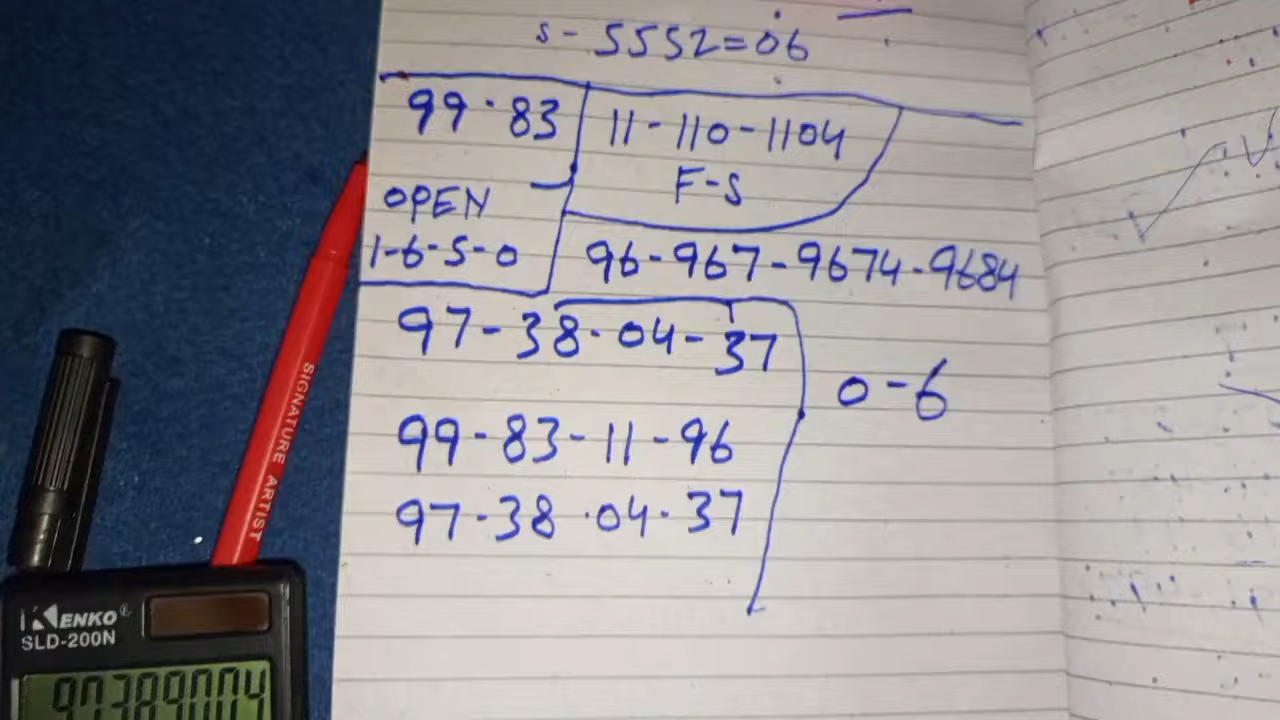 S-5552=06
99.83
11-110-1104
F-S
OPEN
1-6-5-0
96-967-9674-9684
97-38.04-37
0-6
99-83-11-96
97.38.04.37
SIGNATURE ARTIST
KENKO
SLD-200N
97389004